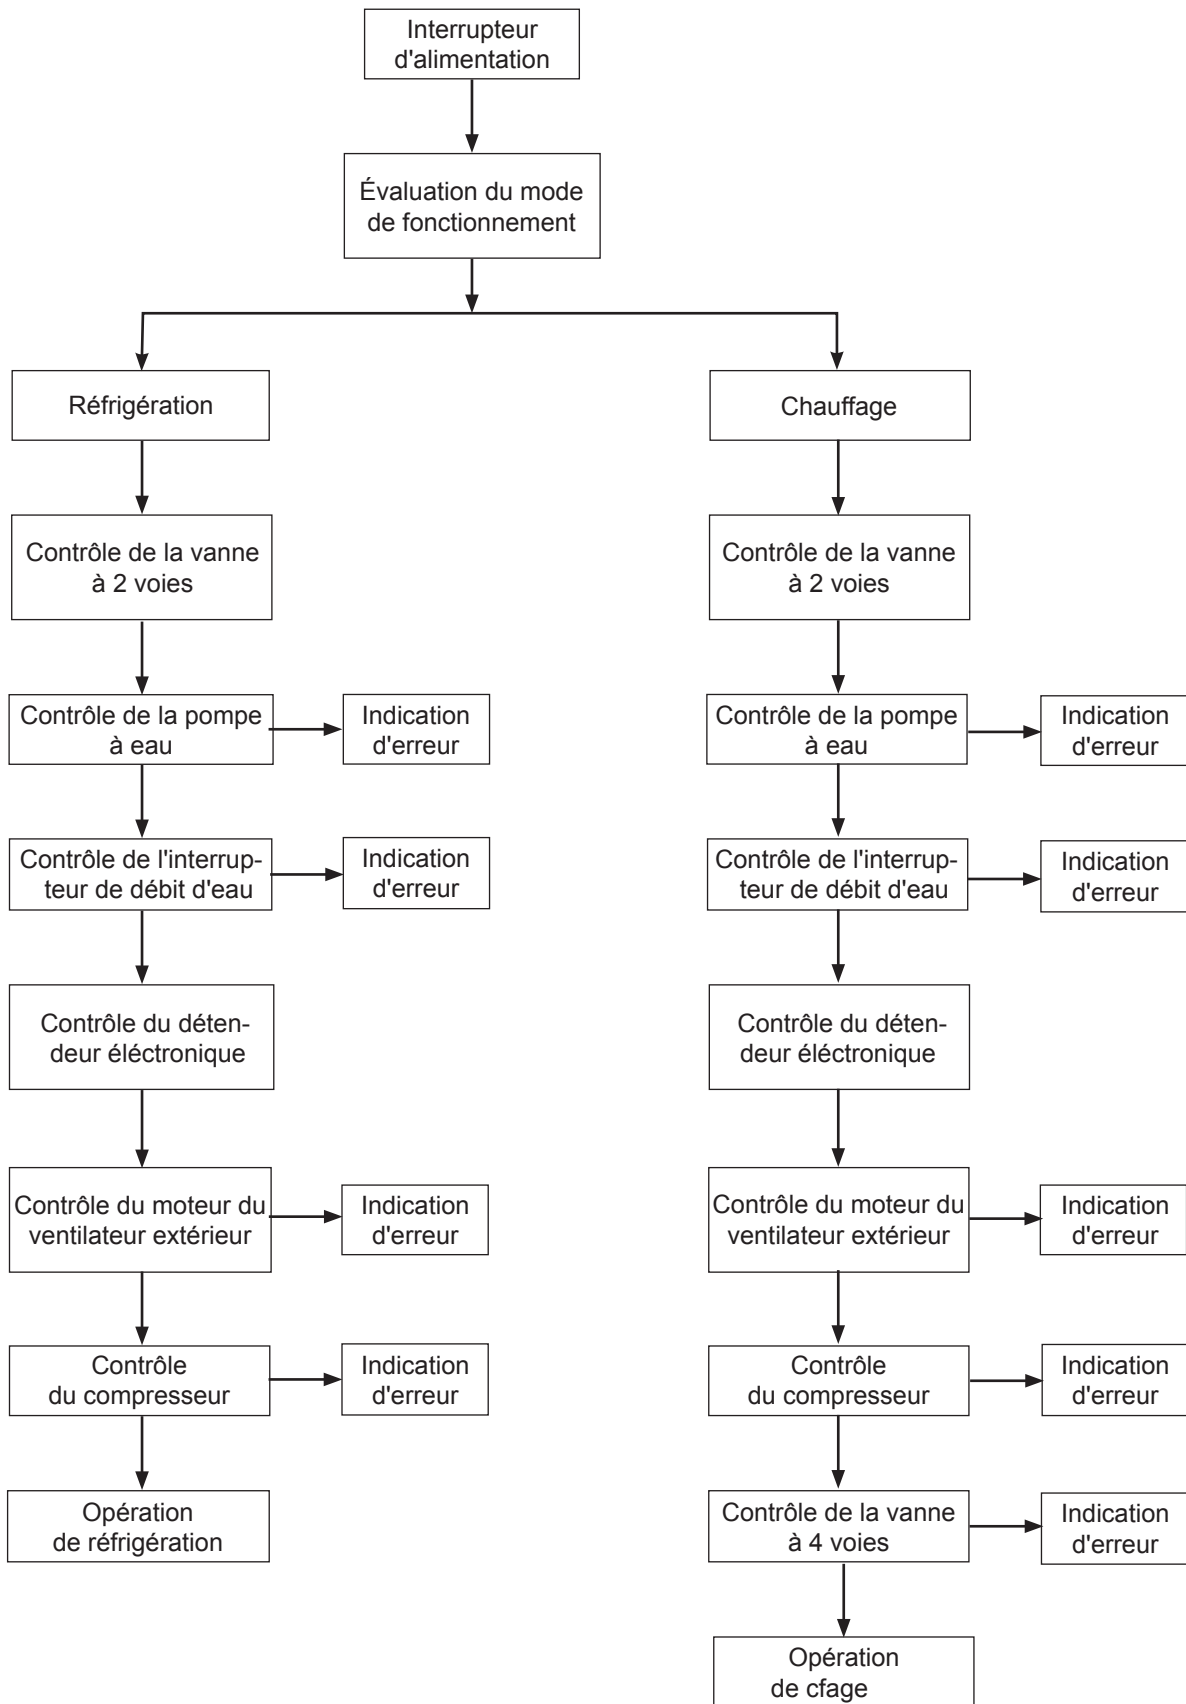 Interrupteur
d'alimentation
Évaluation du mode
de fonctionnement
Réfrigération
Chauffage
Contrôle de la vanne
à 2 voies
Contrôle de la vanne
à 2 voies
Contrôle de la pompe
à eau
Indication
d'erreur
Contrôle de la pompe
à eau
Indication
d'erreur
Contrôle de l'interrup-
teur de débit d'eau
Indication
d'erreur
Contrôle de l'interrup-
teur de débit d'eau
Indication
d'erreur
Contrôle du déten-
deur éléctronique
Contrôle du déten-
deur éléctronique
Contrôle du moteur du
ventilateur extérieur
Indication
d'erreur
Contrôle du moteur du
ventilateur extérieur
Indication
d'erreur
Contrôle
du compresseur
Indication
d'erreur
Contrôle
du compresseur
Indication
d'erreur
Opération
de réfrigération
Contrôle de la vanne
à 4 voies
Indication
d'erreur
Opération
de cfage